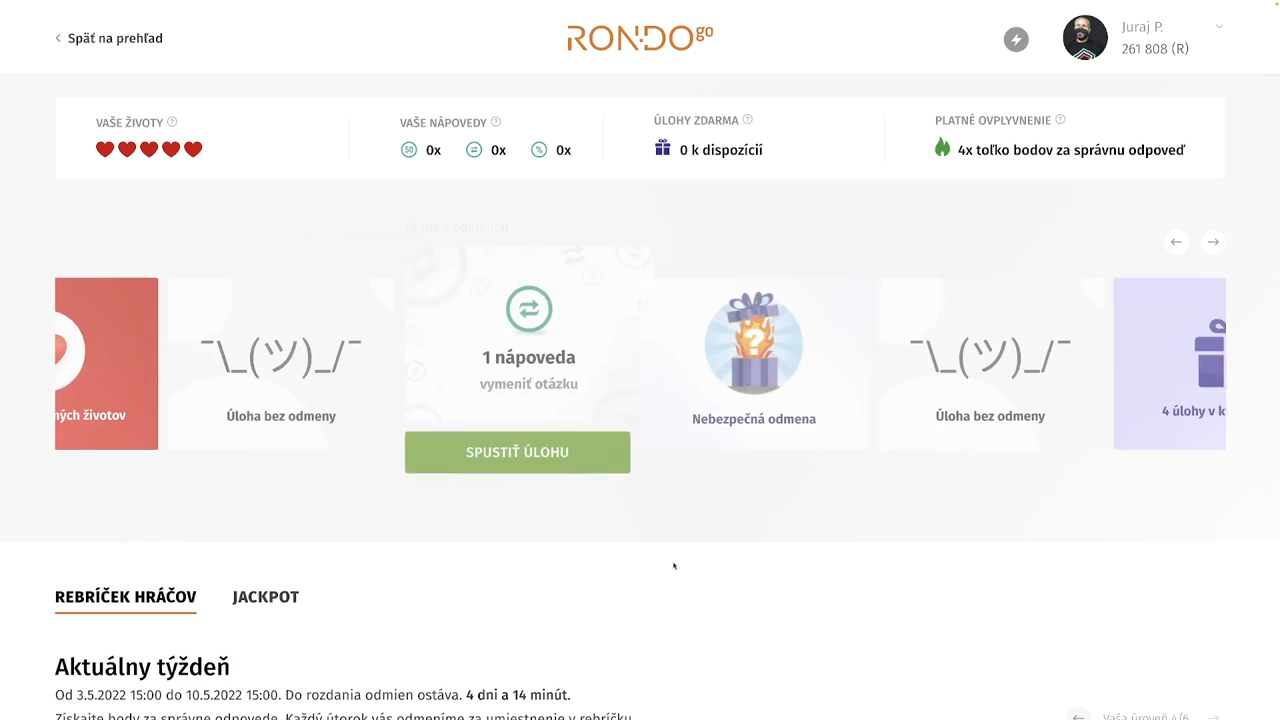 Späť na prehľad
RONDO go
Juraj P.
261 808 (R)
VAŠE ŽIVOTY
VAŠE NÁPOVEDY
ÚLOHY ZDARMA
PLATNÉ OVPLYVNENIE
50 0x
0x
% 0x
0 k dispozícií
4x toľko bodov za správnu odpoveď
Úloha s odmenou
¯\_(ツ)_/¯
1 nápoveda
vymeniť otázku
?
¯\_(ツ)_/¯
ných životov
Úloha bez odmeny
Nebezpečná odmena
Úloha bez odmeny
4 úlohy v k
SPUSTIŤ ÚLOHU
REBRÍČEK HRÁČOV
JACKPOT
Aktuálny týždeň
Od 3.5.2022 15:00 do 10.5.2022 15:00. Do rozdania odmien ostáva. 4 dni a 14 minút.
Získajte body za správne odpovede. Každý útorok vás odmeníme za umiestnenie v rebríčku
Vaša úroveň 4/6